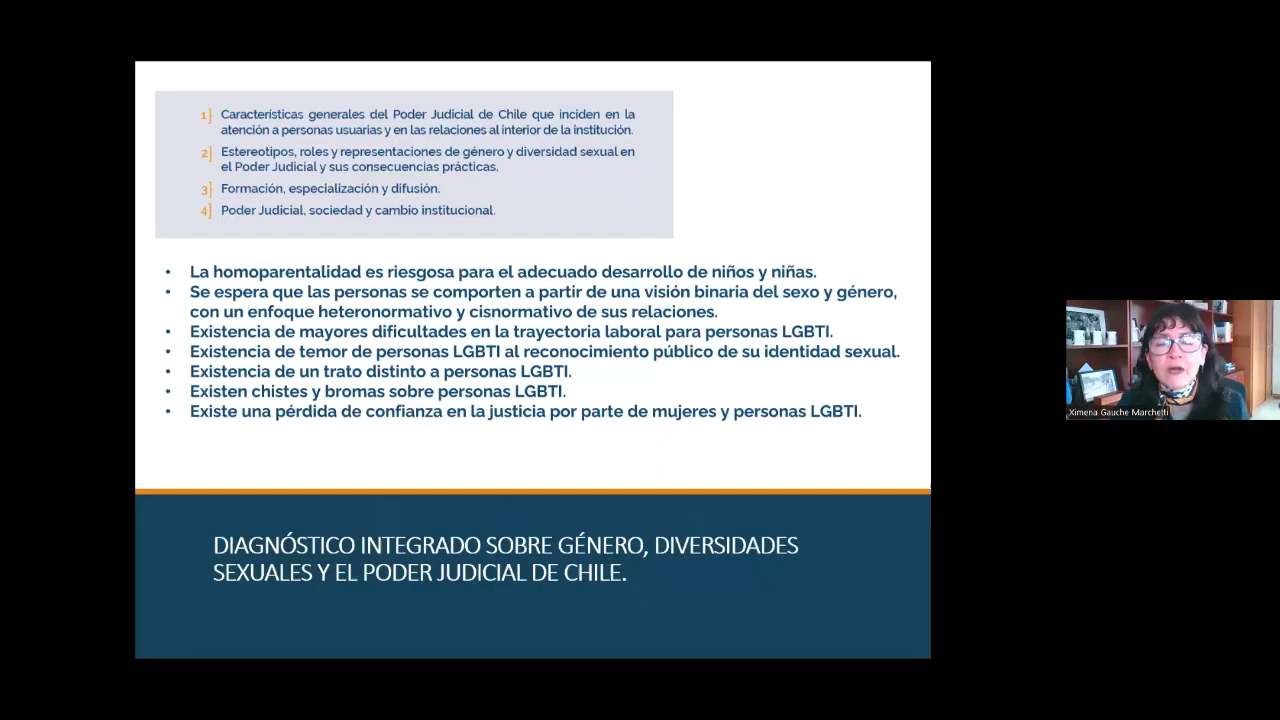 1] Características generales del Poder Judicial de Chile que inciden en la
atención a personas usuarias y en las relaciones al interior de la institución.
2] Estereotipos, roles y representaciones de género y diversidad sexual en
el Poder Judicial y sus consecuencias prácticas.
3] Formación, especialización y difusión.
4] Poder Judicial, sociedad y cambio institucional.
• La homoparentalidad es riesgosa para el adecuado desarrollo de niños y niñas.
• Se espera que las personas se comporten a partir de una visión binaria del sexo y género,
con un enfoque heteronormativo y cisnormativo de sus relaciones.
• Existencia de mayores dificultades en la trayectoria laboral para personas LGBTI.
• Existencia de temor de personas LGBTI al reconocimiento público de su identidad sexual.
• Existencia de un trato distinto a personas LGBTI.
• Existen chistes y bromas sobre personas LGBTI.
• Existe una pérdida de confianza en la justicia por parte de mujeres y personas LGBTI.
DIAGNÓSTICO INTEGRADO SOBRE GÉNERO, DIVERSIDADES
SEXUALES Y EL PODER JUDICIAL DE CHILE.
Ximena Gauche Marchetti